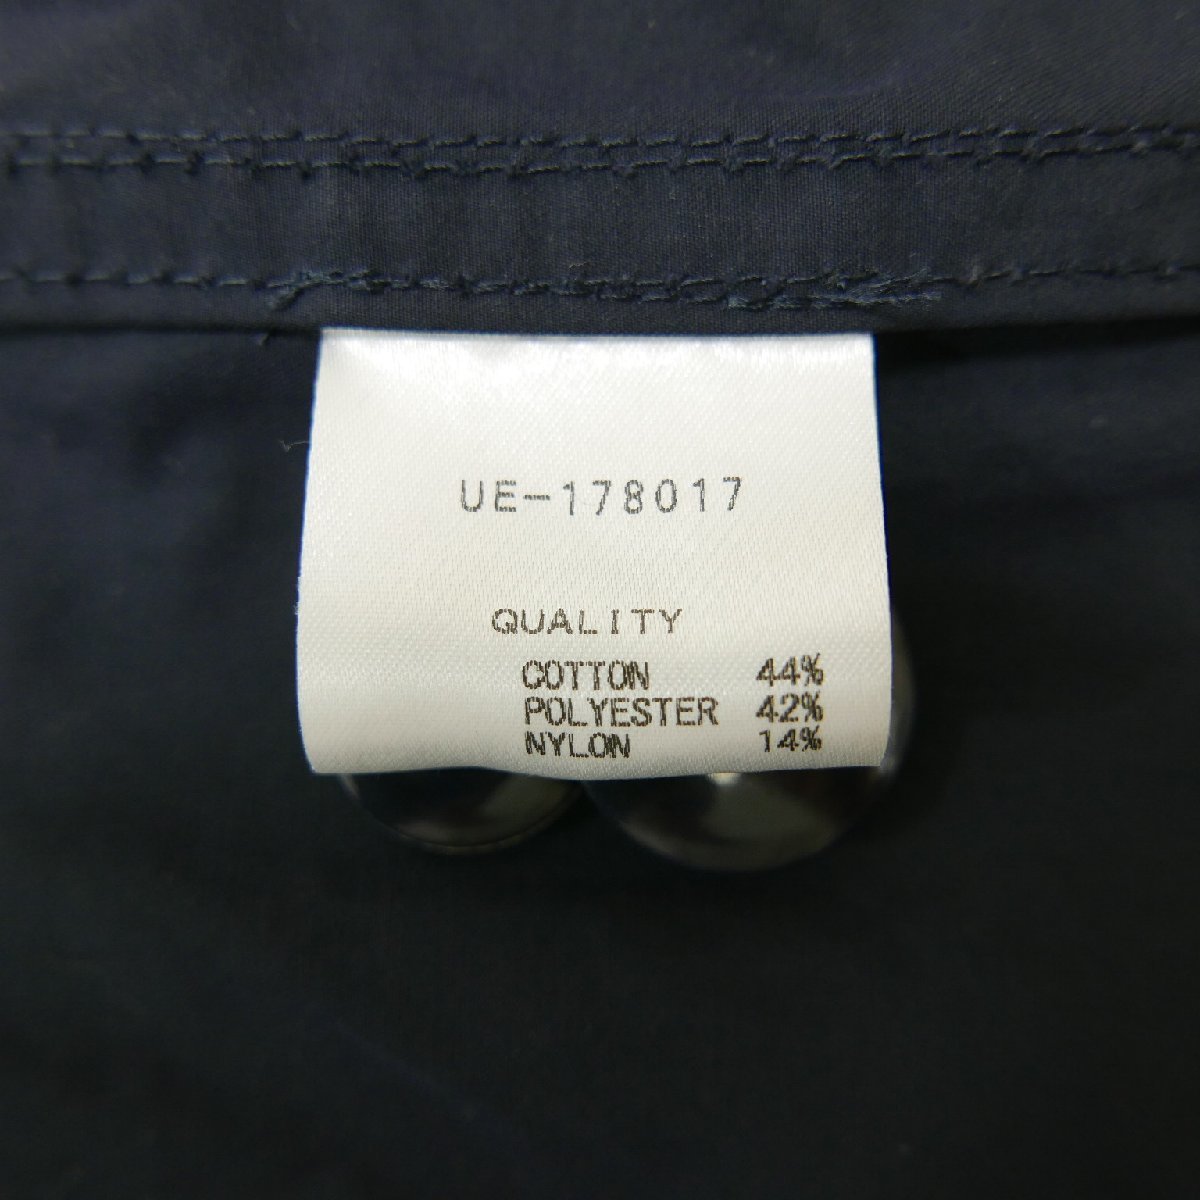 UE-178017
QUALITY
COTTON 44%
POLYESTER 42%
NYLON 14%